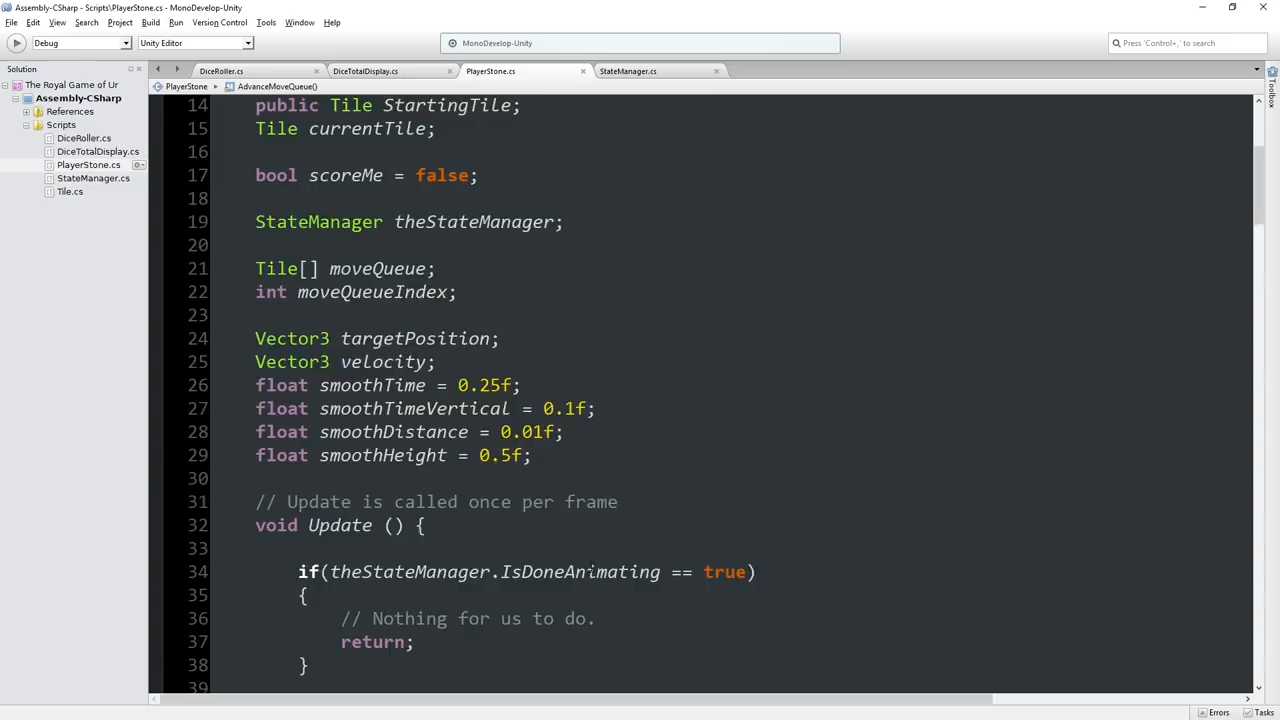 Assembly-CSharp - Scripts\PlayerStone.cs - MonoDevelop-Unity
File Edit View Search Project Build Run Version Control Tools Window Help
Debug Unity Editor MonoDevelop-Unity Press 'Control+,' to search
Solution
The Royal Game of Ur
Assembly-CSharp
References
Scripts
DiceRoller.cs
DiceTotalDisplay.cs
PlayerStone.cs
StateManager.cs
Tile.cs
DiceRoller.cs DiceTotalDisplay.cs PlayerStone.cs StateManager.cs
PlayerStone AdvanceMoveQueue()
14 public Tile StartingTile;
15 Tile currentTile;
16
17 bool scoreMe = false;
18
19 StateManager theStateManager;
20
21 Tile[] moveQueue;
22 int moveQueueIndex;
23
24 Vector3 targetPosition;
25 Vector3 velocity;
26 float smoothTime = 0.25f;
27 float smoothTimeVertical = 0.1f;
28 float smoothDistance = 0.01f;
29 float smoothHeight = 0.5f;
30
31 // Update is called once per frame
32 void Update () {
33
34 if(theStateManager.IsDoneAnimating == true)
35 {
36 // Nothing for us to do.
37 return;
38 }
39
Toolbox
Errors Tasks